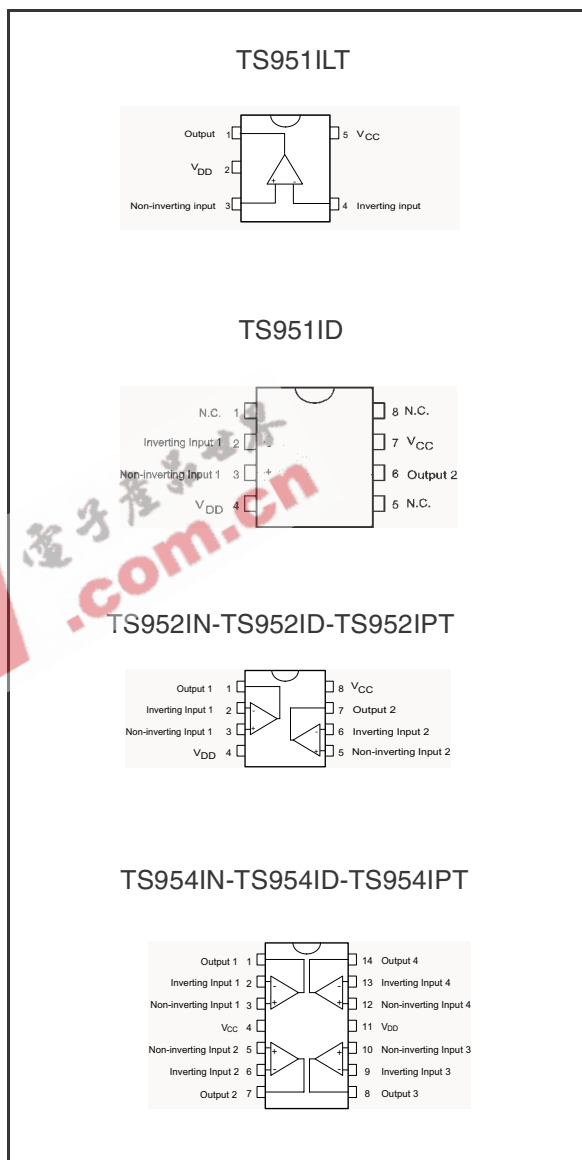 TS951ILT
Output 1 5 VCC
VDD 2
+ -
Non-inverting input 3 4 Inverting input
TS951ID
N.C. 1 8 N.C.
Inverting Input 1 2 - 7 VCC
Non-inverting Input 1 3 + 6 Output 2
VDD 4 5 N.C.
電子產品世界
.com.cn
TS952IN-TS952ID-TS952IPT
Output 1 1 8 VCC
Inverting Input 1 2 - 7 Output 2
Non-inverting Input 1 3 + - 6 Inverting Input 2
VDD 4 + 5 Non-inverting Input 2
TS954IN-TS954ID-TS954IPT
Output 1 1 14 Output 4
Inverting Input 1 2 - - 13 Inverting Input 4
Non-inverting Input 1 3 + + 12 Non-inverting Input 4
VCC 4 11 VDD
Non-inverting Input 2 5 + + 10 Non-inverting Input 3
Inverting Input 2 6 - - 9 Inverting Input 3
Output 2 7 8 Output 3